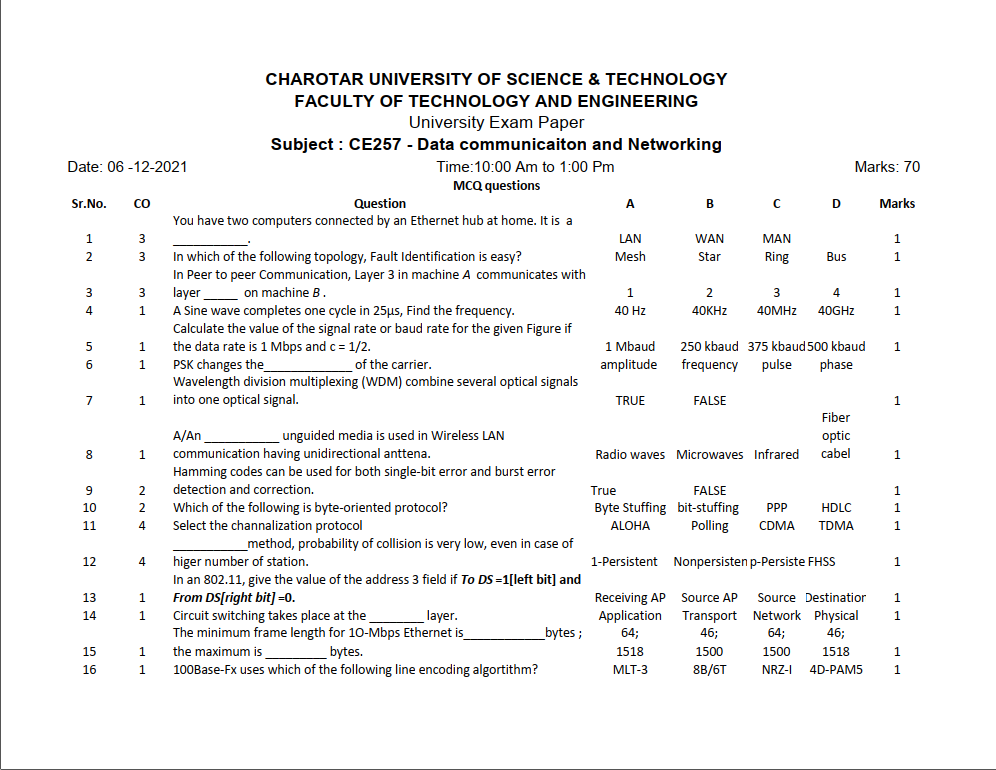 CHAROTAR UNIVERSITY OF SCIENCE & TECHNOLOGY
FACULTY OF TECHNOLOGY AND ENGINEERING
University Exam Paper
Subject : CE257 - Data communicaiton and Networking
Date: 06 -12-2021 Time:10:00 Am to 1:00 Pm Marks: 70
MCQ questions
Sr.No. CO Question A B C D Marks
You have two computers connected by an Ethernet hub at home. It is a
1 3 ___________. LAN WAN MAN 1
2 3 In which of the following topology, Fault Identification is easy? Mesh Star Ring Bus 1
In Peer to peer Communication, Layer 3 in machine A communicates with
3 3 layer _____ on machine B . 1 2 3 4 1
4 1 A Sine wave completes one cycle in 25µs, Find the frequency. 40 Hz 40KHz 40MHz 40GHz 1
Calculate the value of the signal rate or baud rate for the given Figure if
5 1 the data rate is 1 Mbps and c = 1/2. 1 Mbaud 250 kbaud 375 kbaud 500 kbaud 1
6 1 PSK changes the_____________ of the carrier. amplitude frequency pulse phase 1
Wavelength division multiplexing (WDM) combine several optical signals
7 1 into one optical signal. TRUE FALSE 1
Fiber
A/An ___________ unguided media is used in Wireless LAN optic
8 1 communication having unidirectional anttena. Radio waves Microwaves Infrared cabel 1
Hamming codes can be used for both single-bit error and burst error
9 2 detection and correction. True FALSE 1
10 2 Which of the following is byte-oriented protocol? Byte Stuffing bit-stuffing PPP HDLC 1
11 4 Select the channalization protocol ALOHA Polling CDMA TDMA 1
___________method, probability of collision is very low, even in case of
12 4 higer number of station. 1-Persistent Nonpersisten p-Persiste FHSS 1
In an 802.11, give the value of the address 3 field if To DS =1[left bit] and
13 1 From DS[right bit] =0. Receiving AP Source AP Source Destination 1
14 1 Circuit switching takes place at the ________ layer. Application Transport Network Physical 1
The minimum frame length for 1O-Mbps Ethernet is____________bytes ; 64; 46; 64; 46;
15 1 the maximum is _________ bytes. 1518 1500 1500 1518 1
16 1 100Base-Fx uses which of the following line encoding algortithm? MLT-3 8B/6T NRZ-I 4D-PAM5 1